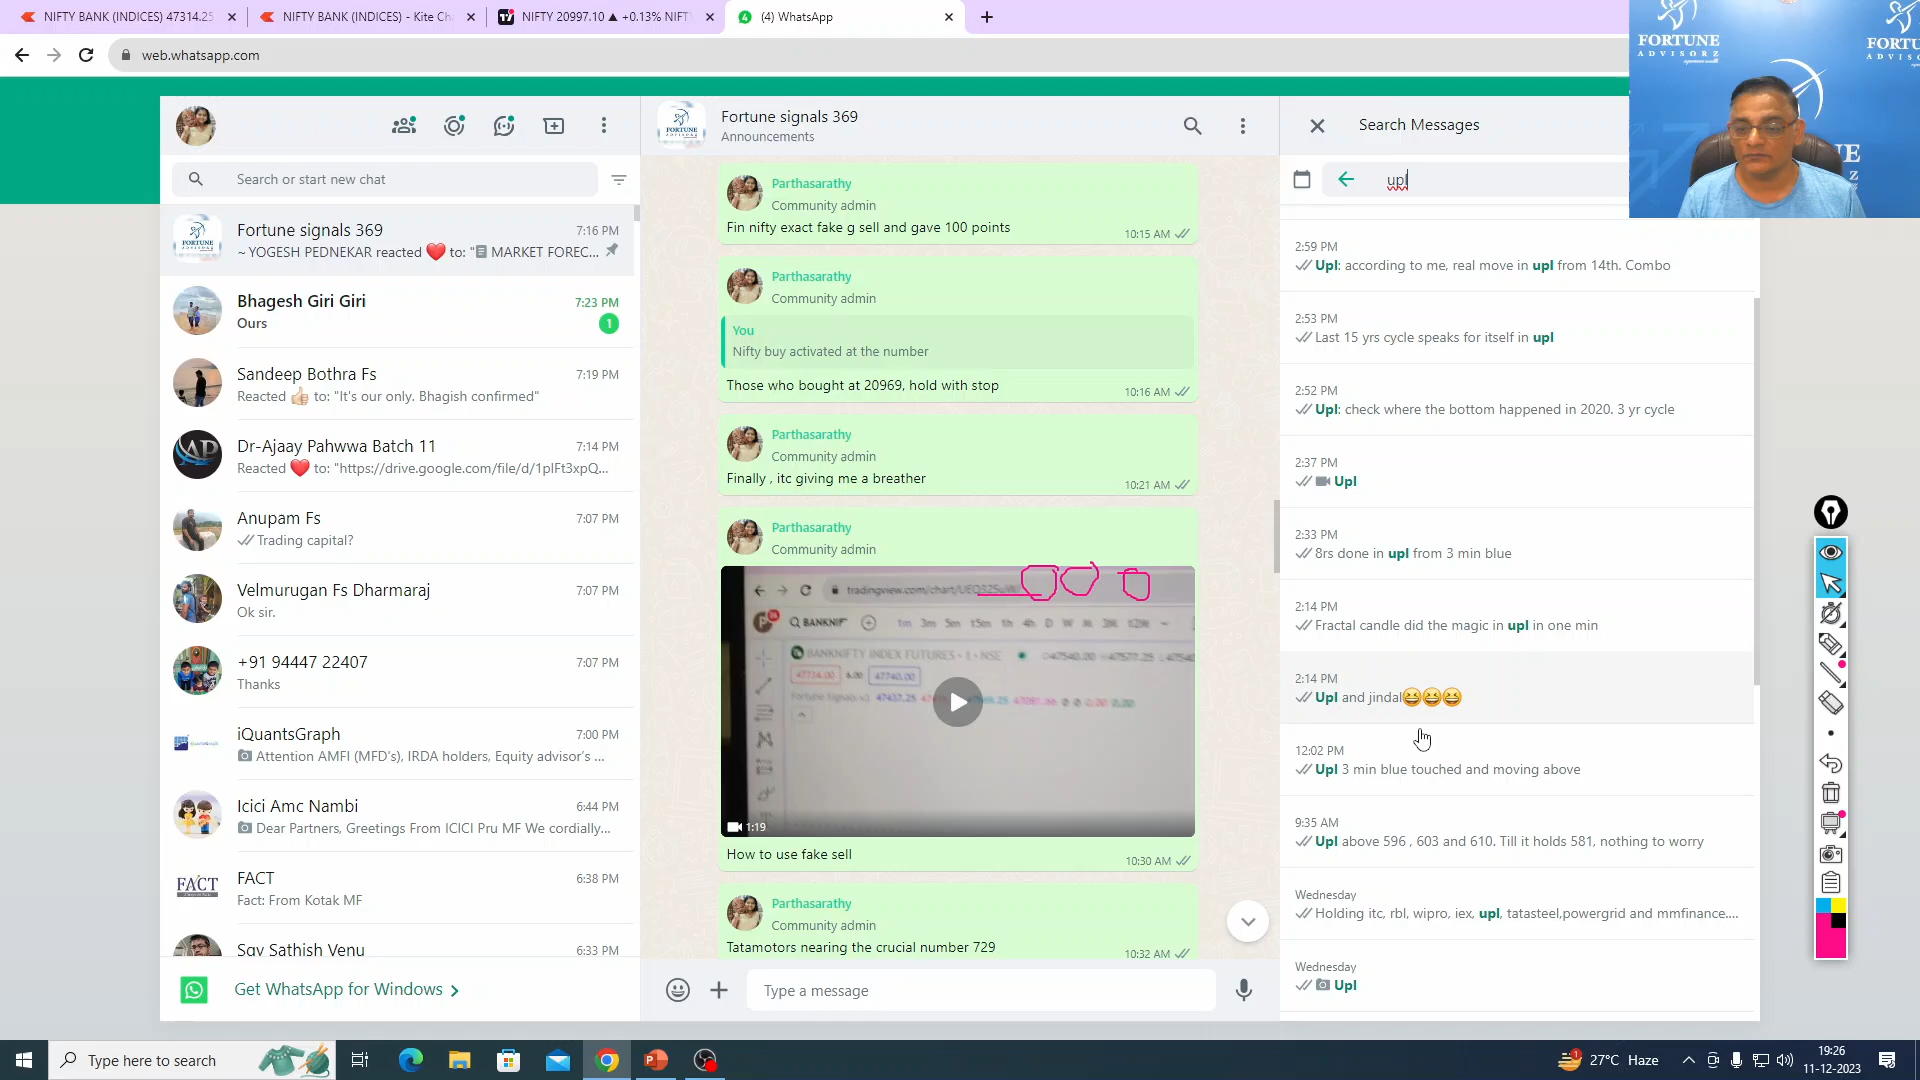 NIFTY BANK (INDICES) 47314.25
NIFTY BANK (INDICES) - Kite Ch
NIFTY 20997.10 ▲ +0.13% NIFT
(4) WhatsApp
web.whatsapp.com
FORTUNE
ADVISORZ
FORTU
ADVIS
Fortune signals 369
Announcements
Search Messages
Search or start new chat
upl
Fortune signals 369
7:16 PM
~ YOGESH PEDNEKAR reacted ❤️ to: "MARKET FOREC...
Bhagesh Giri Giri
7:23 PM
Ours
1
Sandeep Bothra Fs
7:19 PM
Reacted 👍🏻 to: "It's our only. Bhagish confirmed"
Dr-Ajaay Pahwwa Batch 11
7:14 PM
Reacted ❤️ to: "https://drive.google.com/file/d/1plFt3xpQ...
Anupam Fs
7:07 PM
Trading capital?
Velmurugan Fs Dharmaraj
7:07 PM
Ok sir.
+91 94447 22407
7:07 PM
Thanks
iQuantsGraph
7:00 PM
Attention AMFI (MFD's), IRDA holders, Equity advisor's ...
Icici Amc Nambi
6:44 PM
Dear Partners, Greetings From ICICI Pru MF We cordially...
FACT
6:38 PM
Fact: From Kotak MF
Sgv Sathish Venu
6:33 PM
Get WhatsApp for Windows
Parthasarathy
Community admin
Fin nifty exact fake g sell and gave 100 points
10:15 AM
Parthasarathy
Community admin
You
Nifty buy activated at the number
Those who bought at 20969, hold with stop
10:16 AM
Parthasarathy
Community admin
Finally , itc giving me a breather
10:21 AM
Parthasarathy
Community admin
BANKNIFTY INDEX FUTURES · 1 · NSE
1:19
How to use fake sell
10:30 AM
Parthasarathy
Community admin
Tatamotors nearing the crucial number 729
10:32 AM
Type a message
2:59 PM
Upl: according to me, real move in upl from 14th. Combo
2:53 PM
Last 15 yrs cycle speaks for itself in upl
2:52 PM
Upl: check where the bottom happened in 2020. 3 yr cycle
2:37 PM
Upl
2:33 PM
8rs done in upl from 3 min blue
2:14 PM
Fractal candle did the magic in upl in one min
2:14 PM
Upl and jindal😆😆😆
12:02 PM
Upl 3 min blue touched and moving above
9:35 AM
Upl above 596 , 603 and 610. Till it holds 581, nothing to worry
Wednesday
Holding itc, rbl, wipro, iex, upl, tatasteel,powergrid and mmfinance....
Wednesday
Upl
Type here to search
27°C Haze
19:26
11-12-2023